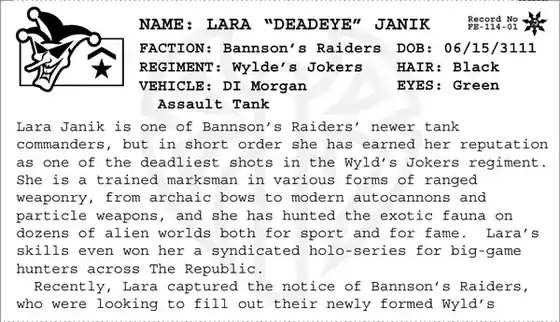 NAME: LARA “DEADEYE” JANIK
Record No
FE-114-01
FACTION: Bannson’s Raiders DOB: 06/15/3111
REGIMENT: Wylde’s Jokers HAIR: Black
VEHICLE: DI Morgan EYES: Green
Assault Tank
Lara Janik is one of Bannson’s Raiders’ newer tank
commanders, but in short order she has earned her reputation
as one of the deadliest shots in the Wyld’s Jokers regiment.
She is a trained marksman in various forms of ranged
weaponry, from archaic bows to modern autocannons and
particle weapons, and she has hunted the exotic fauna on
dozens of alien worlds both for sport and for fame. Lara’s
skills even won her a syndicated holo-series for big-game
hunters across The Republic.
Recently, Lara captured the notice of Bannson’s Raiders,
who were looking to fill out their newly formed Wyld’s